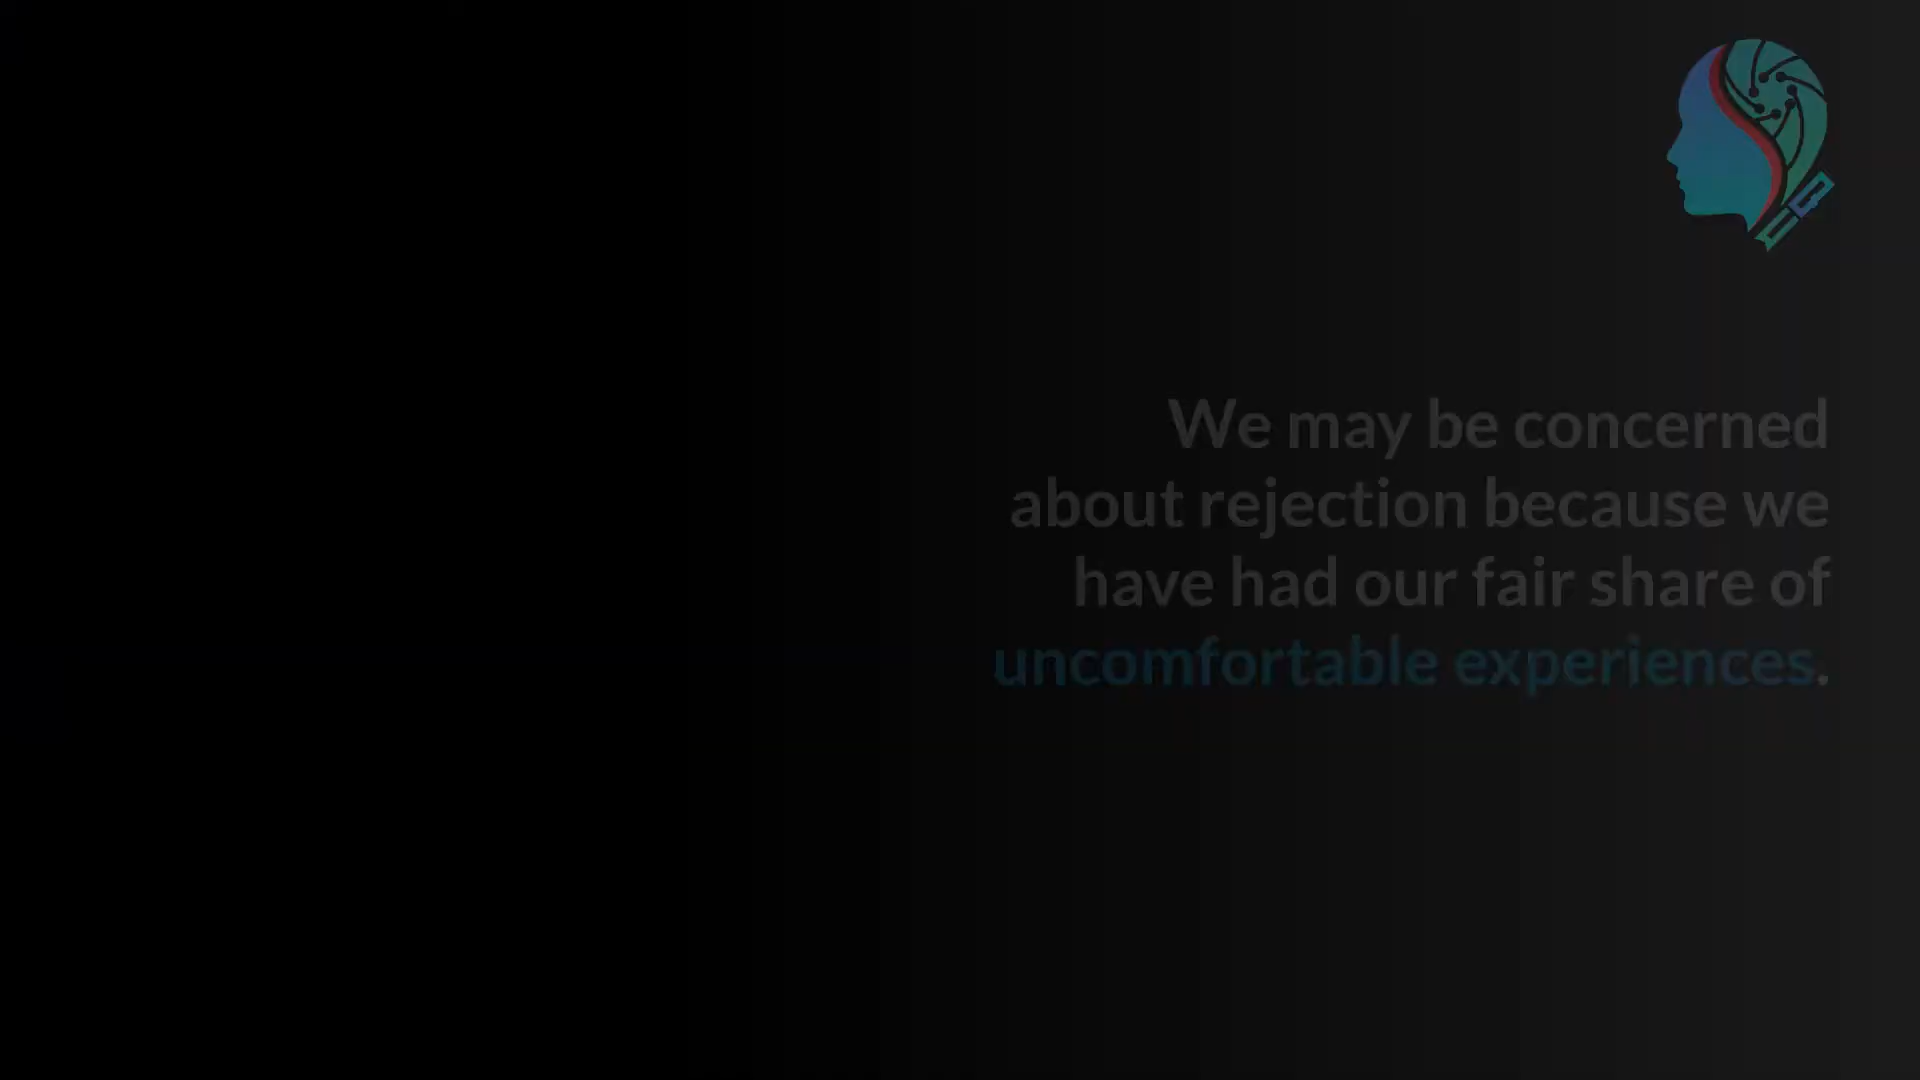 We may be concerned
about rejection because we
have had our fair share of
uncomfortable experiences.